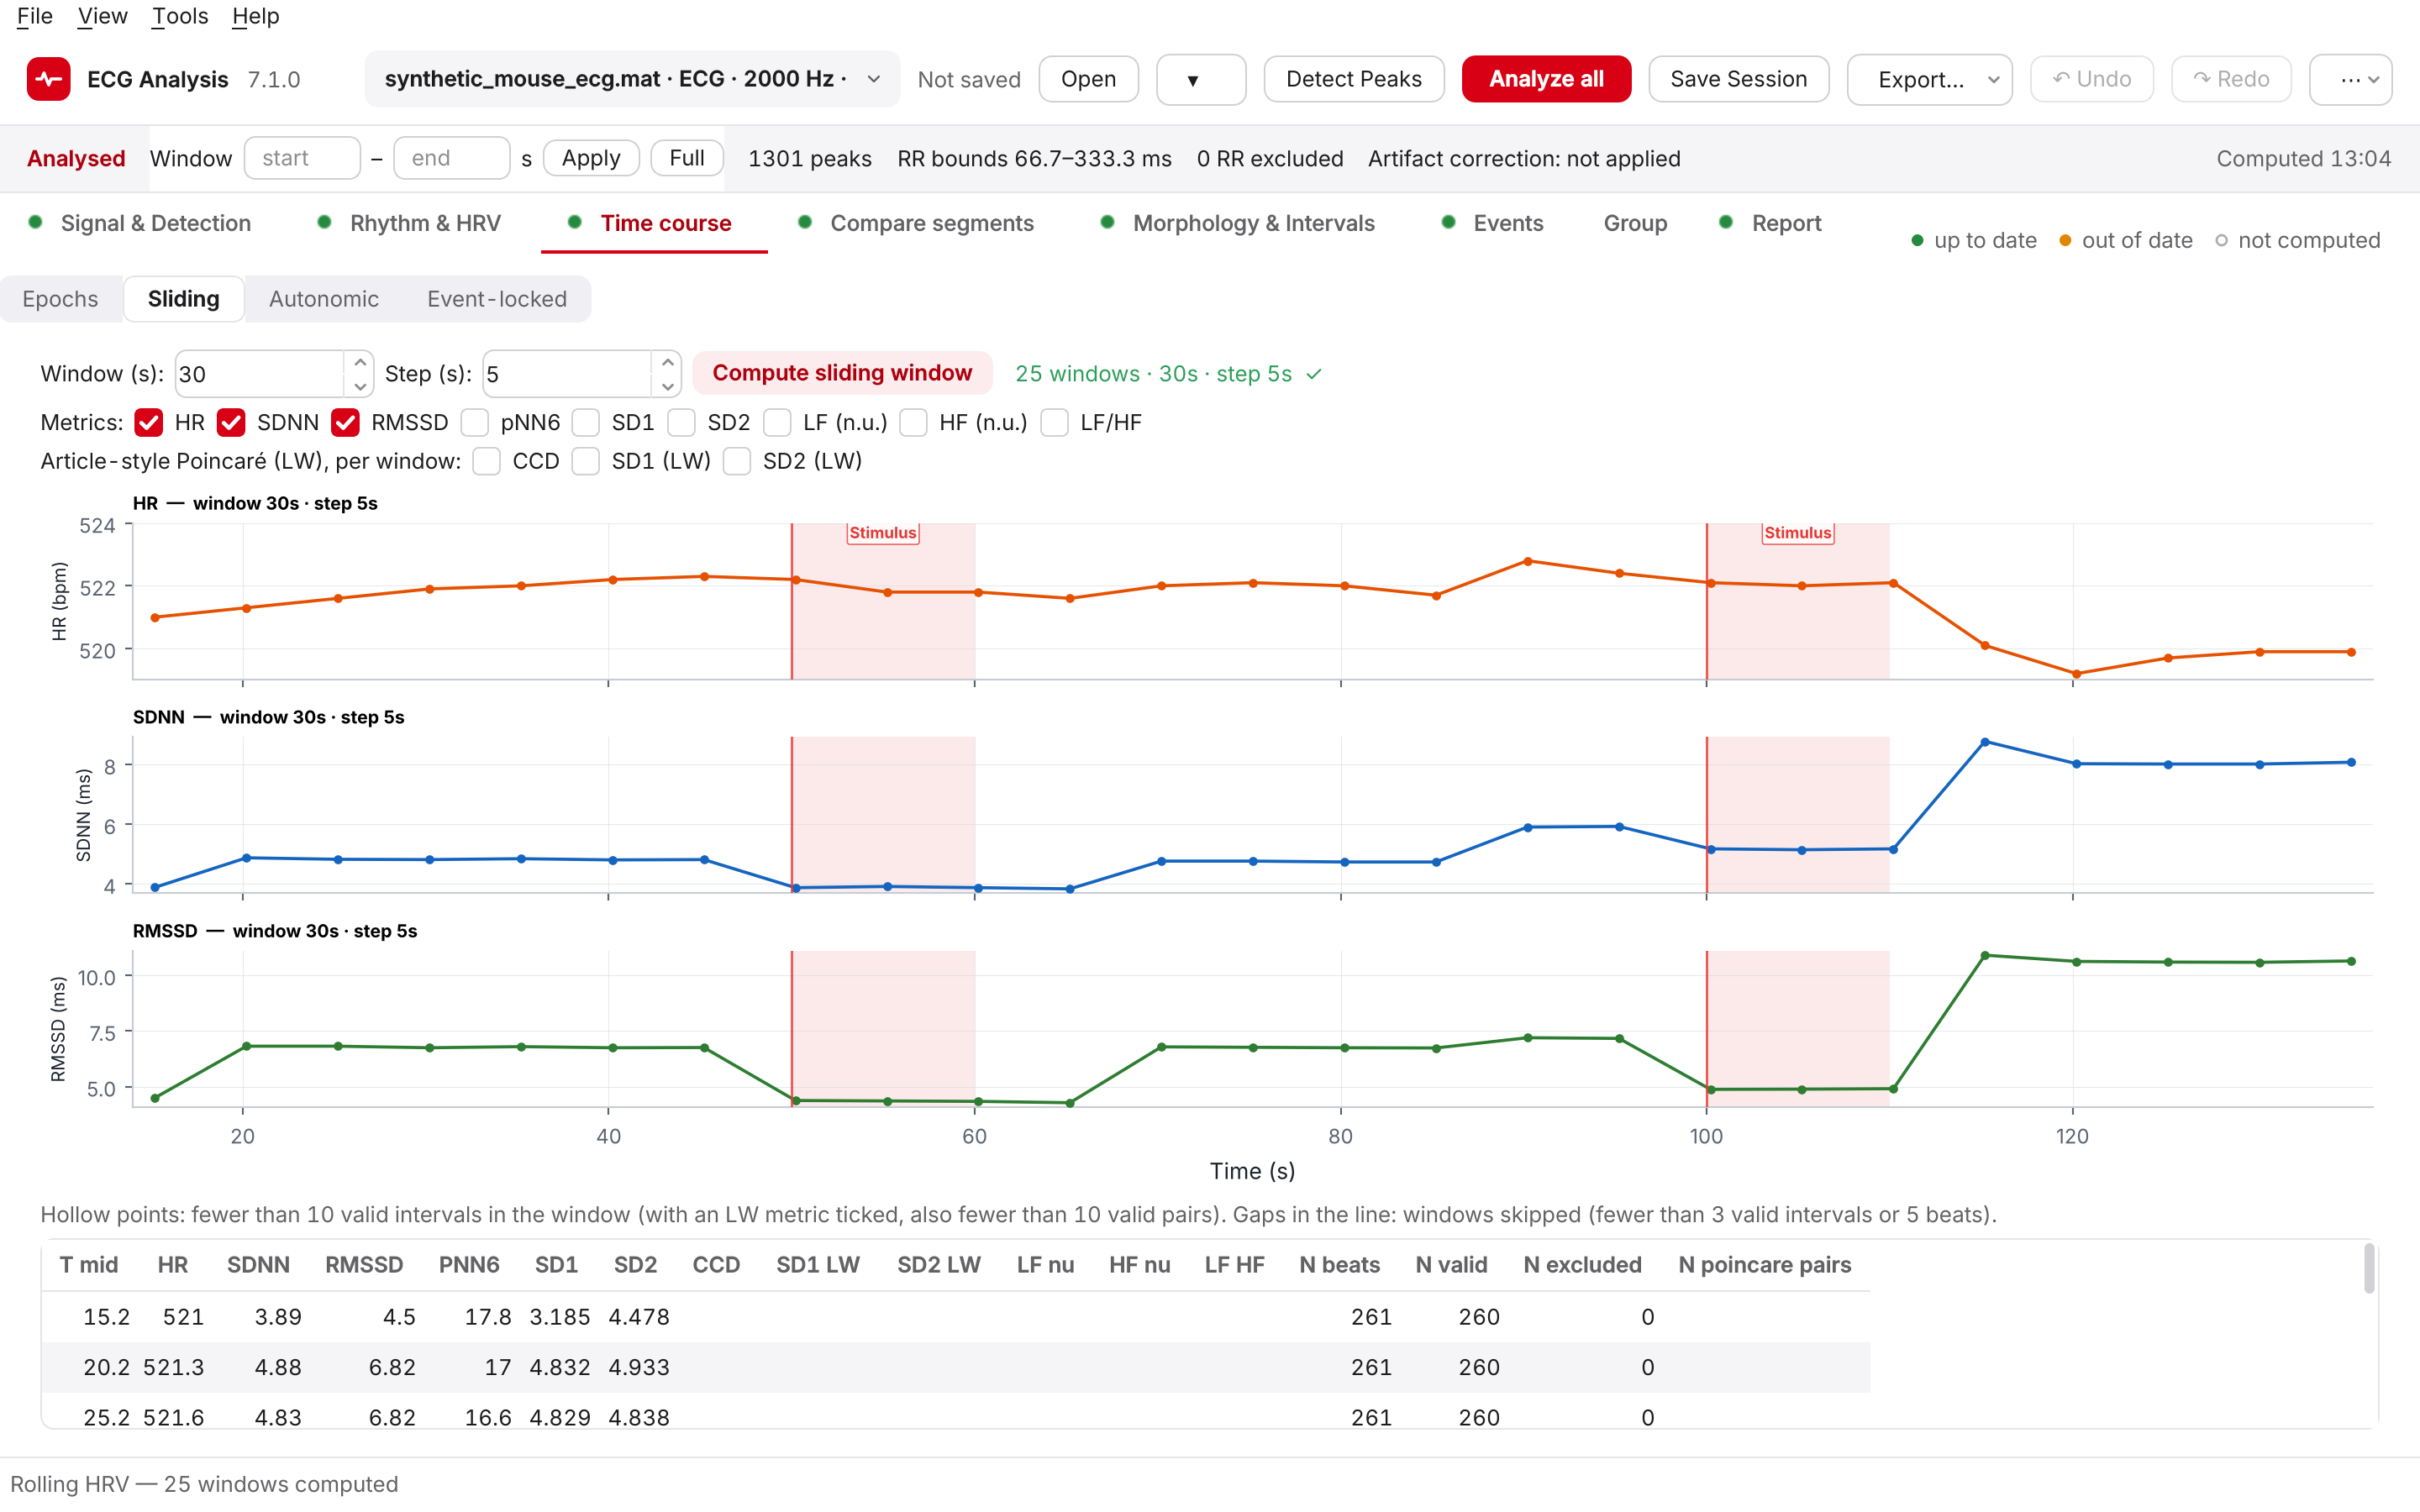 File View Tools Help
ECG Analysis 7.1.0 synthetic_mouse_ecg.mat · ECG · 2000 Hz · Not saved Open ▼ Detect Peaks Analyze all Save Session Export... ↶ Undo ↷ Redo ...
Analysed Window start – end s Apply Full 1301 peaks RR bounds 66.7–333.3 ms 0 RR excluded Artifact correction: not applied Computed 13:04
Signal & Detection Rhythm & HRV Time course Compare segments Morphology & Intervals Events Group Report
up to date out of date not computed
Epochs Sliding Autonomic Event-locked
Window (s): 30 Step (s): 5 Compute sliding window 25 windows · 30s · step 5s ✓
Metrics: HR SDNN RMSSD pNN6 SD1 SD2 LF (n.u.) HF (n.u.) LF/HF
Article-style Poincaré (LW), per window: CCD SD1 (LW) SD2 (LW)
HR — window 30s · step 5s
HR (bpm)
524
522
520
Stimulus Stimulus
SDNN — window 30s · step 5s
SDNN (ms)
8
6
4
RMSSD — window 30s · step 5s
RMSSD (ms)
10.0
7.5
5.0
20 40 60 80 100 120
Time (s)
Hollow points: fewer than 10 valid intervals in the window (with an LW metric ticked, also fewer than 10 valid pairs). Gaps in the line: windows skipped (fewer than 3 valid intervals or 5 beats).
T mid HR SDNN RMSSD PNN6 SD1 SD2 CCD SD1 LW SD2 LW LF nu HF nu LF HF N beats N valid N excluded N poincare pairs
15.2 521 3.89 4.5 17.8 3.185 4.478 261 260 0
20.2 521.3 4.88 6.82 17 4.832 4.933 261 260 0
25.2 521.6 4.83 6.82 16.6 4.829 4.838 261 260 0
Rolling HRV — 25 windows computed